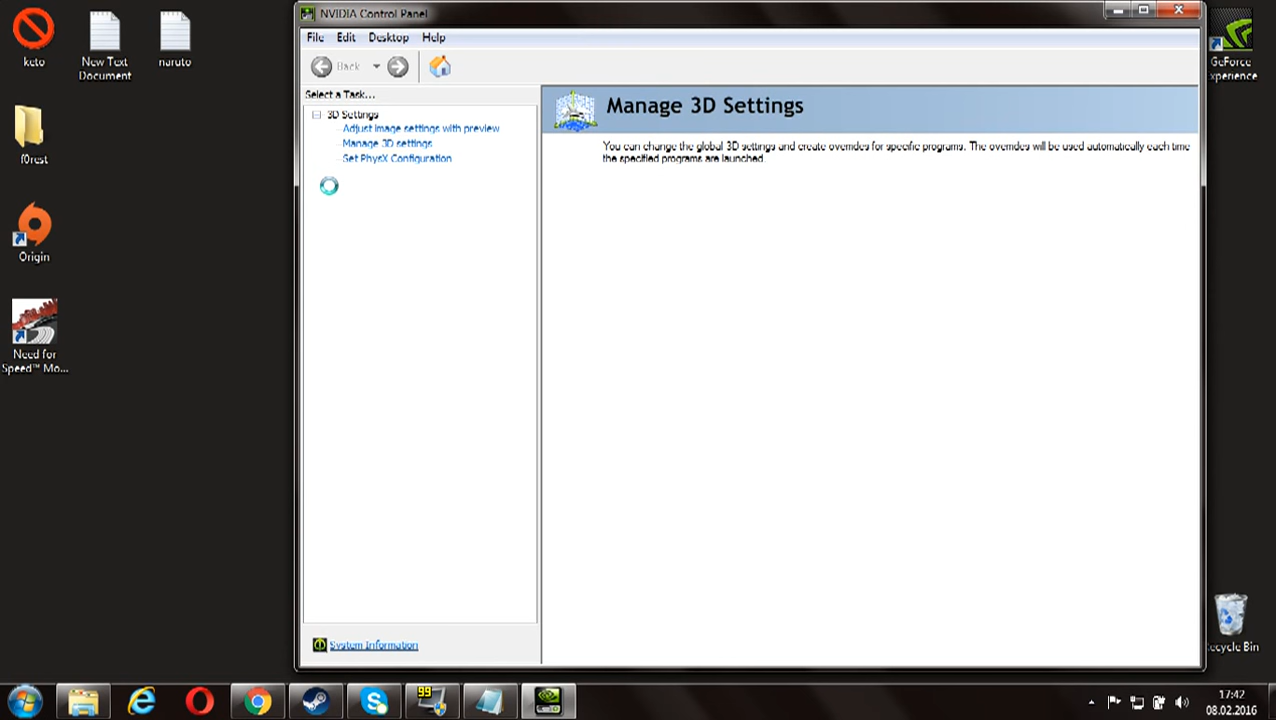 NVIDIA Control Panel
File Edit Desktop Help
Back
Select a Task...
3D Settings
Adjust image settings with preview
Manage 3D settings
Set PhysX Configuration
System Information
Manage 3D Settings
You can change the global 3D settings and create overrides for specific programs. The overrides will be used automatically each time
the specified programs are launched.
keto
New Text
Document
naruto
f0rest
Origin
Need for
Speed™ Mo...
GeForce
xperience
ecycle Bin
99
17:42
08.02.2016